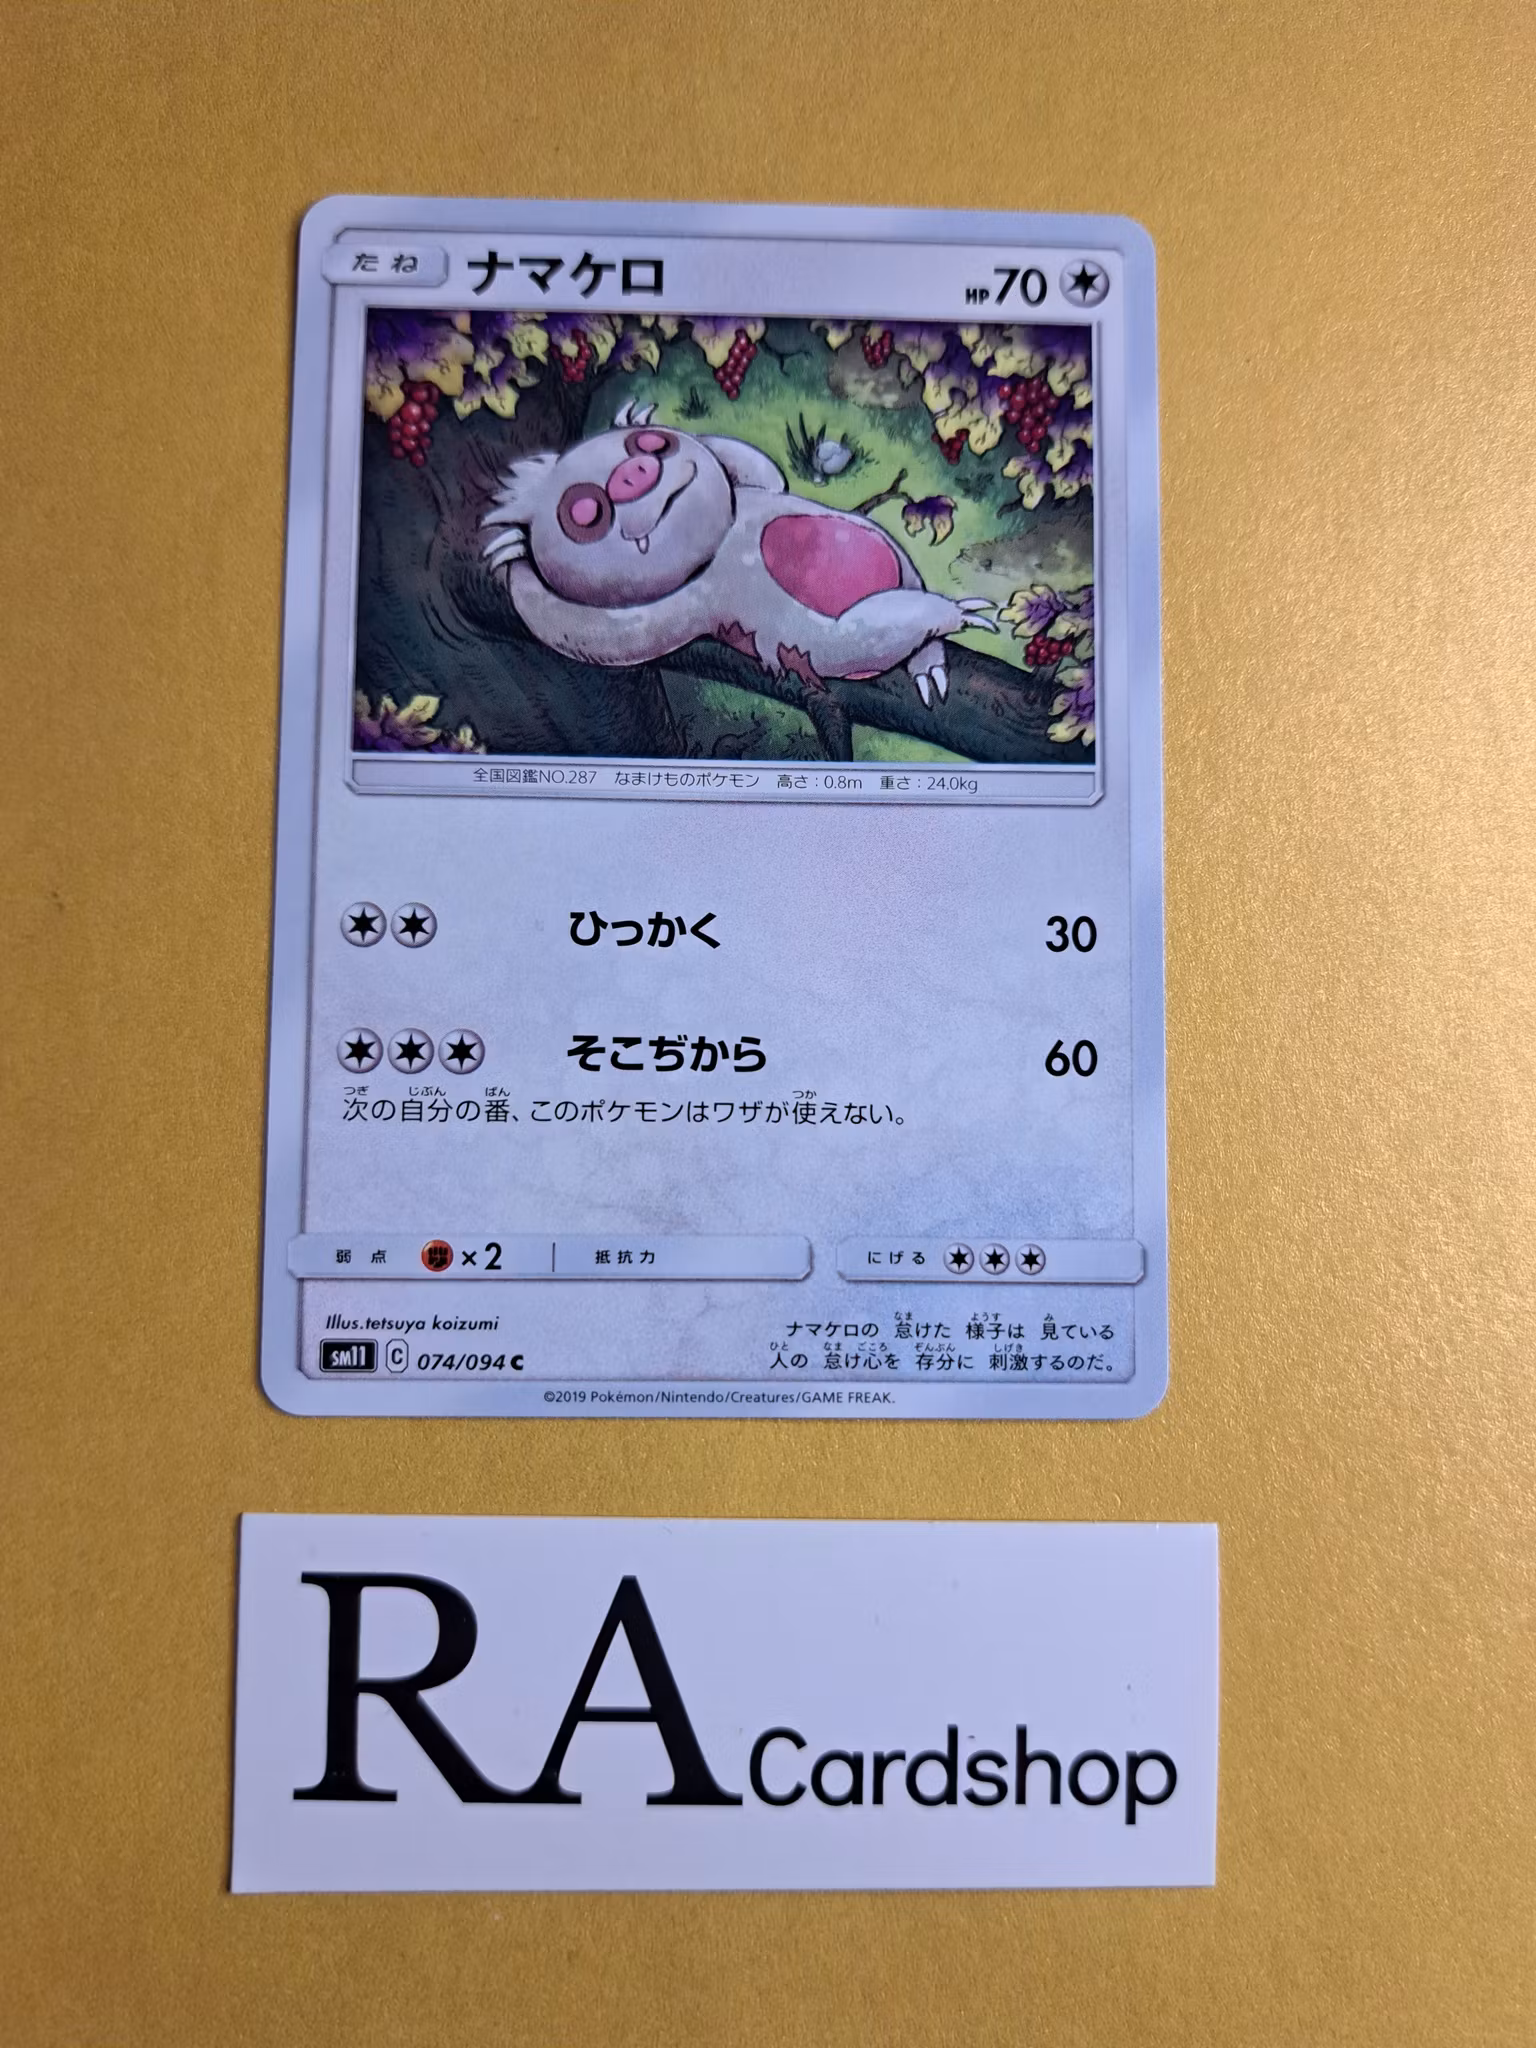 たね ナマケロ HP70
全国図鑑NO.287 なまけものポケモン 高さ:0.8m 重さ:24.0kg
ひっかく 30
そこぢから 60
次の自分の番、このポケモンはワザが使えない。
弱点 ×2 抵抗力 にげる
Illus.tetsuya koizumi
SM11 C 074/094 C
ナマケロの 怠けた 様子は 見ている
人の 怠け心を 存分に 刺激するのだ。
©2019 Pokémon/Nintendo/Creatures/GAME FREAK.
RA Cardshop